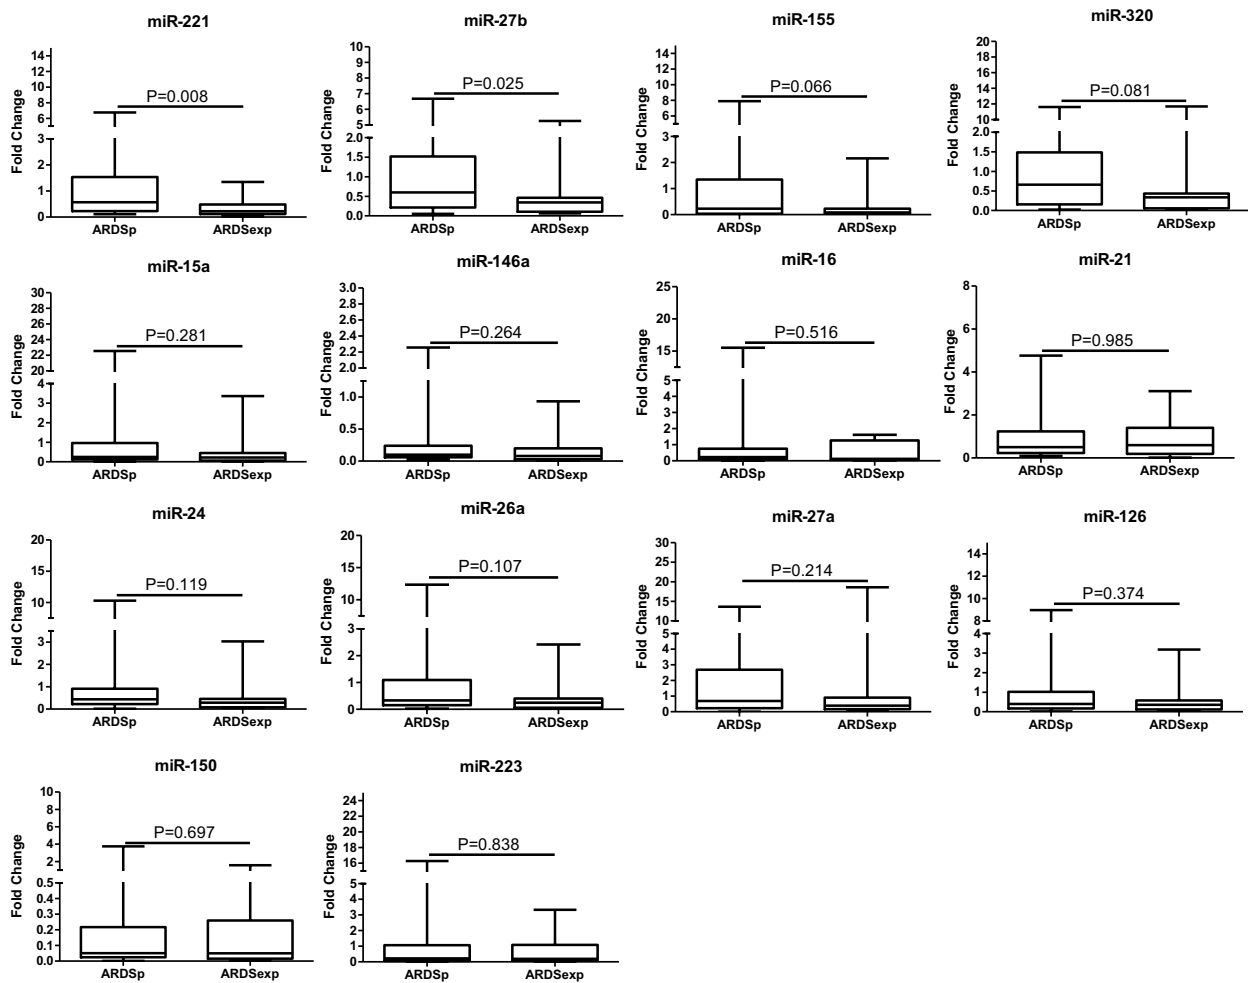 miR-221
Fold Change
14
12
10
8
6
3
2
1
0
P=0.008
ARDSp
ARDSexp
miR-27b
Fold Change
10
9
8
7
6
5
2.0
1.5
1.0
0.5
0.0
P=0.025
ARDSp
ARDSexp
miR-155
Fold Change
14
12
10
8
6
3
2
1
0
P=0.066
ARDSp
ARDSexp
miR-320
Fold Change
20
18
16
14
12
10
2.0
1.5
1.0
0.5
0.0
P=0.081
ARDSp
ARDSexp
miR-15a
Fold Change
30
28
26
24
22
20
4
3
2
1
0
P=0.281
ARDSp
ARDSexp
miR-146a
Fold Change
3.0
2.8
2.6
2.4
2.2
2.0
1.0
0.5
0.0
P=0.264
ARDSp
ARDSexp
miR-16
Fold Change
25
20
15
5
4
3
2
1
0
P=0.516
ARDSp
ARDSexp
miR-21
Fold Change
8
6
4
2
0
P=0.985
ARDSp
ARDSexp
miR-24
Fold Change
20
15
10
3
2
1
0
P=0.119
ARDSp
ARDSexp
miR-26a
Fold Change
20
15
10
3
2
1
0
P=0.107
ARDSp
ARDSexp
miR-27a
Fold Change
30
25
20
15
10
5
4
3
2
1
0
P=0.214
ARDSp
ARDSexp
miR-126
Fold Change
14
12
10
8
4
3
2
1
0
P=0.374
ARDSp
ARDSexp
miR-150
Fold Change
10
8
6
4
2
0.5
0.4
0.3
0.2
0.1
0.0
P=0.697
ARDSp
ARDSexp
miR-223
Fold Change
24
22
20
18
16
5
4
3
2
1
0
P=0.838
ARDSp
ARDSexp